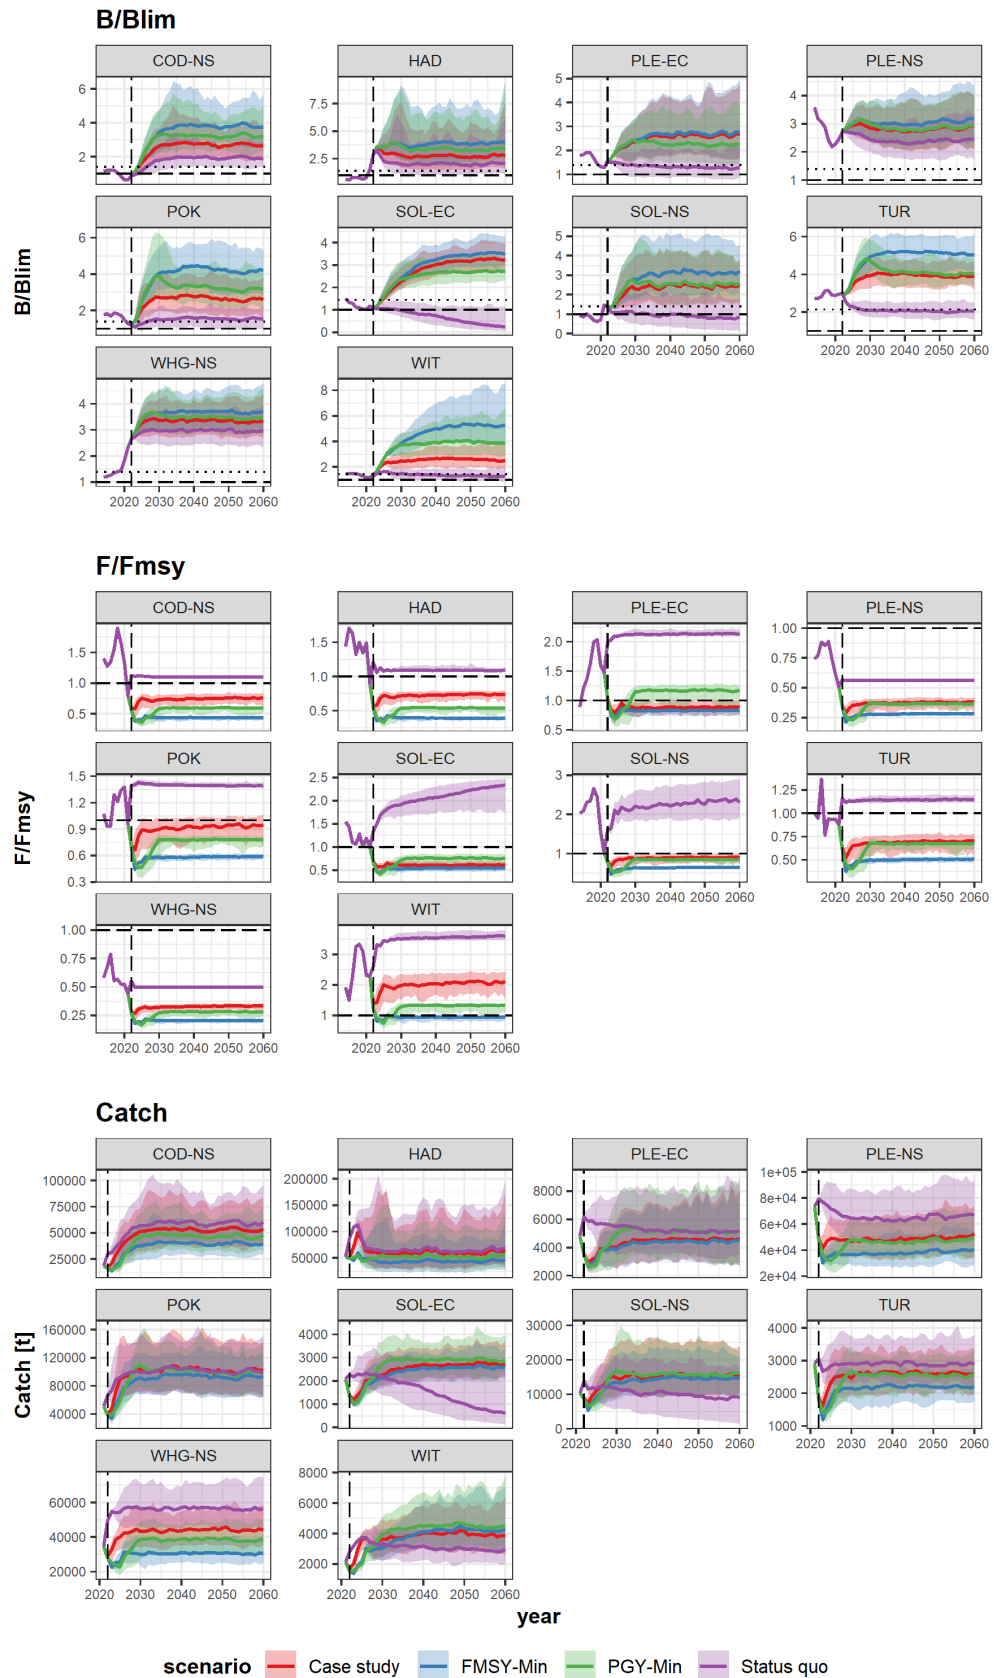 B/Blim
COD-NS HAD PLE-EC PLE-NS
6 4 2
7.5 5.0 2.5
5 4 3 2 1
4 3 2 1
POK SOL-EC SOL-NS TUR
6 4 2
4 3 2 1 0
5 4 3 2 1 0
6 4 2
2020 2030 2040 2050 2060
2020 2030 2040 2050 2060
B/Blim
WHG-NS WIT
4 3 2 1
8 6 4 2
2020 2030 2040 2050 2060
2020 2030 2040 2050 2060
F/Fmsy
COD-NS HAD PLE-EC PLE-NS
1.5 1.0 0.5
1.5 1.0 0.5
2.0 1.5 1.0 0.5
1.00 0.75 0.50 0.25
POK SOL-EC SOL-NS TUR
1.5 1.2 0.9 0.6 0.3
2.5 2.0 1.5 1.0 0.5
3 2 1
1.25 1.00 0.75 0.50
2020 2030 2040 2050 2060
2020 2030 2040 2050 2060
F/Fmsy
WHG-NS WIT
1.00 0.75 0.50 0.25
3 2 1
2020 2030 2040 2050 2060
2020 2030 2040 2050 2060
Catch
COD-NS HAD PLE-EC PLE-NS
100000 75000 50000 25000
200000 150000 100000 50000
8000 6000 4000 2000
1e+05 8e+04 6e+04 4e+04 2e+04
POK SOL-EC SOL-NS TUR
160000 120000 80000 40000
4000 3000 2000 1000 0
30000 20000 10000 0
4000 3000 2000 1000
2020 2030 2040 2050 2060
2020 2030 2040 2050 2060
Catch [t]
WHG-NS WIT
60000 40000 20000
8000 6000 4000 2000
2020 2030 2040 2050 2060
2020 2030 2040 2050 2060
year
scenario Case study FMSY-Min PGY-Min Status quo